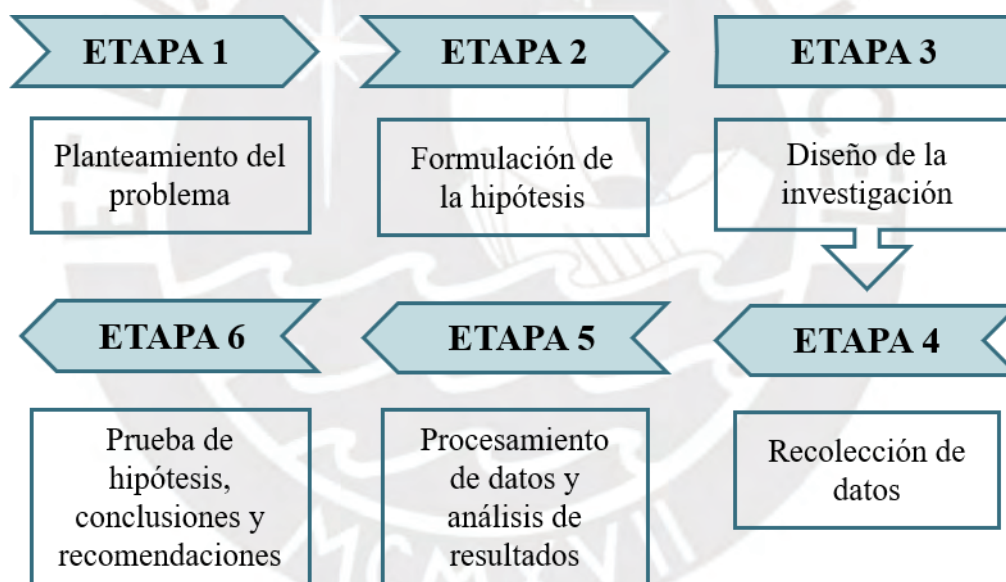 ETAPA 1
Planteamiento del
problema
ETAPA 2
Formulación de
la hipótesis
ETAPA 3
Diseño de la
investigación
ETAPA 4
Recolección de
datos
ETAPA 5
Procesamiento
de datos y
análisis de
resultados
ETAPA 6
Prueba de
hipótesis,
conclusiones y
recomendaciones